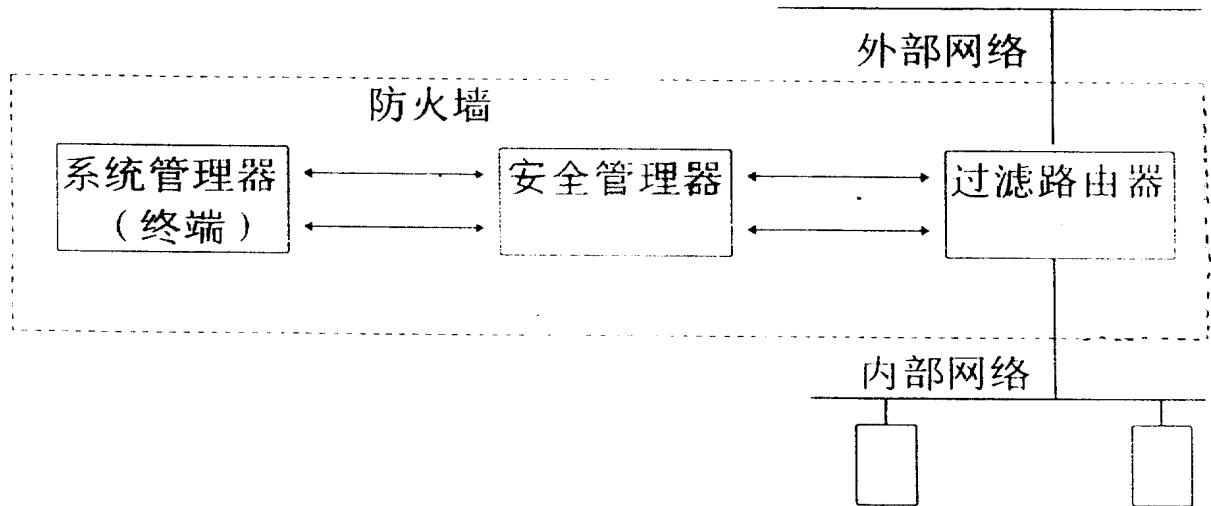 外部网络
防火墙
系统管理器
（终端）
安全管理器
过滤路由器
内部网络